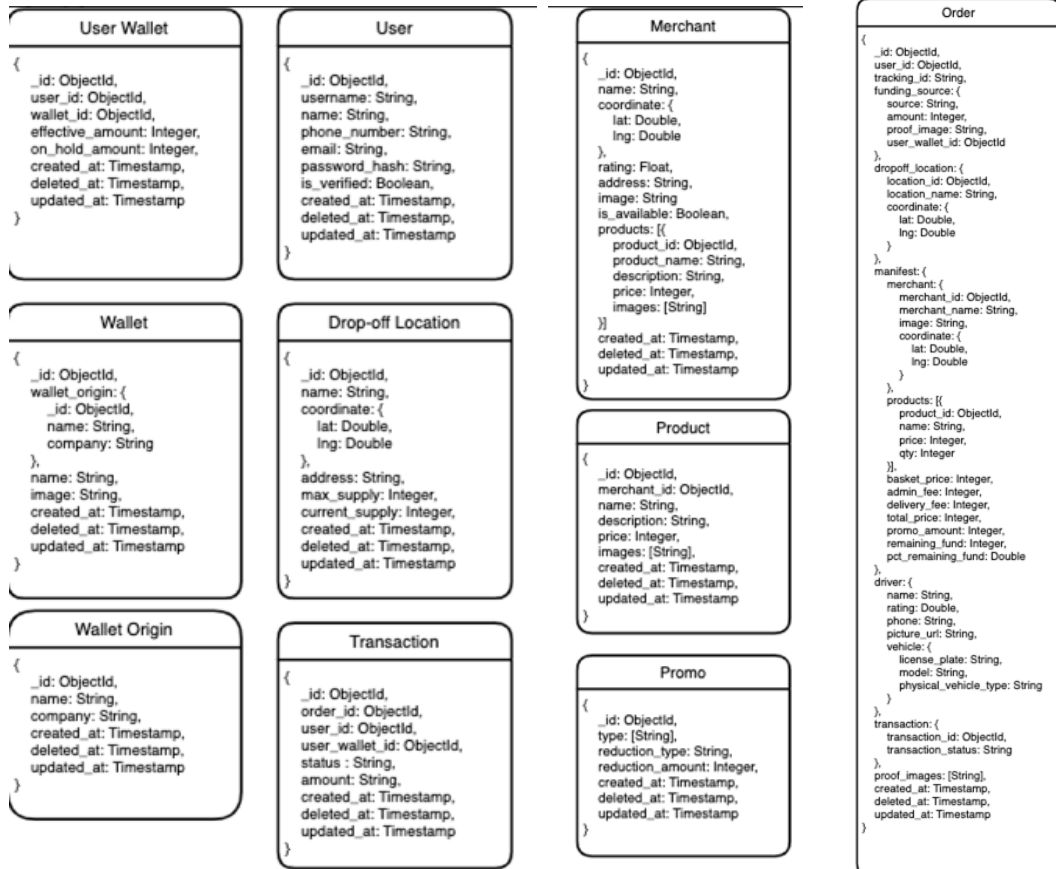 User Wallet
{
_id: ObjectId,
user_id: ObjectId,
wallet_id: ObjectId,
effective_amount: Integer,
on_hold_amount: Integer,
created_at: Timestamp,
deleted_at: Timestamp,
updated_at: Timestamp
}
User
{
_id: ObjectId,
username: String,
name: String,
phone_number: String,
email: String,
password_hash: String,
is_verified: Boolean,
created_at: Timestamp,
deleted_at: Timestamp,
updated_at: Timestamp
}
Wallet
{
_id: ObjectId,
wallet_origin: {
_id: ObjectId,
name: String,
company: String
},
name: String,
image: String,
created_at: Timestamp,
deleted_at: Timestamp,
updated_at: Timestamp
}
Drop-off Location
{
_id: ObjectId,
name: String,
coordinate: {
lat: Double,
lng: Double
},
address: String,
max_supply: Integer,
current_supply: Integer,
created_at: Timestamp,
deleted_at: Timestamp,
updated_at: Timestamp
}
Wallet Origin
{
_id: ObjectId,
name: String,
company: String,
created_at: Timestamp,
deleted_at: Timestamp,
updated_at: Timestamp
}
Transaction
{
_id: ObjectId,
order_id: ObjectId,
user_id: ObjectId,
user_wallet_id: ObjectId,
status : String,
amount: String,
created_at: Timestamp,
deleted_at: Timestamp,
updated_at: Timestamp
}
Merchant
{
_id: ObjectId,
name: String,
coordinate: {
lat: Double,
lng: Double
},
rating: Float,
address: String,
image: String
is_available: Boolean,
products: [{
product_id: ObjectId,
product_name: String,
description: String,
price: Integer,
images: [String]
}]
created_at: Timestamp,
deleted_at: Timestamp,
updated_at: Timestamp
}
Product
{
_id: ObjectId,
merchant_id: ObjectId,
name: String,
description: String,
price: Integer,
images: [String],
created_at: Timestamp,
deleted_at: Timestamp,
updated_at: Timestamp
}
Promo
{
_id: ObjectId,
type: [String],
reduction_type: String,
reduction_amount: Integer,
created_at: Timestamp,
deleted_at: Timestamp,
updated_at: Timestamp
}
Order
{
_id: ObjectId,
user_id: ObjectId,
tracking_id: String,
funding_source: {
source: String,
amount: Integer,
proof_image: String,
user_wallet_id: ObjectId
},
dropoff_location: {
location_id: ObjectId,
location_name: String,
coordinate: {
lat: Double,
lng: Double
}
},
manifest: {
merchant: {
merchant_id: ObjectId,
merchant_name: String,
image: String,
coordinate: {
lat: Double,
lng: Double
}
},
products: [{
product_id: ObjectId,
name: String,
price: Integer,
qty: Integer
}],
basket_price: Integer,
admin_fee: Integer,
delivery_fee: Integer,
total_price: Integer,
promo_amount: Integer,
remaining_fund: Integer,
pct_remaining_fund: Double
},
driver: {
name: String,
rating: Double,
phone: String,
picture_url: String,
vehicle: {
license_plate: String,
model: String,
physical_vehicle_type: String
}
},
transaction: {
transaction_id: ObjectId,
transaction_status: String
},
proof_images: [String],
created_at: Timestamp,
deleted_at: Timestamp,
updated_at: Timestamp
}